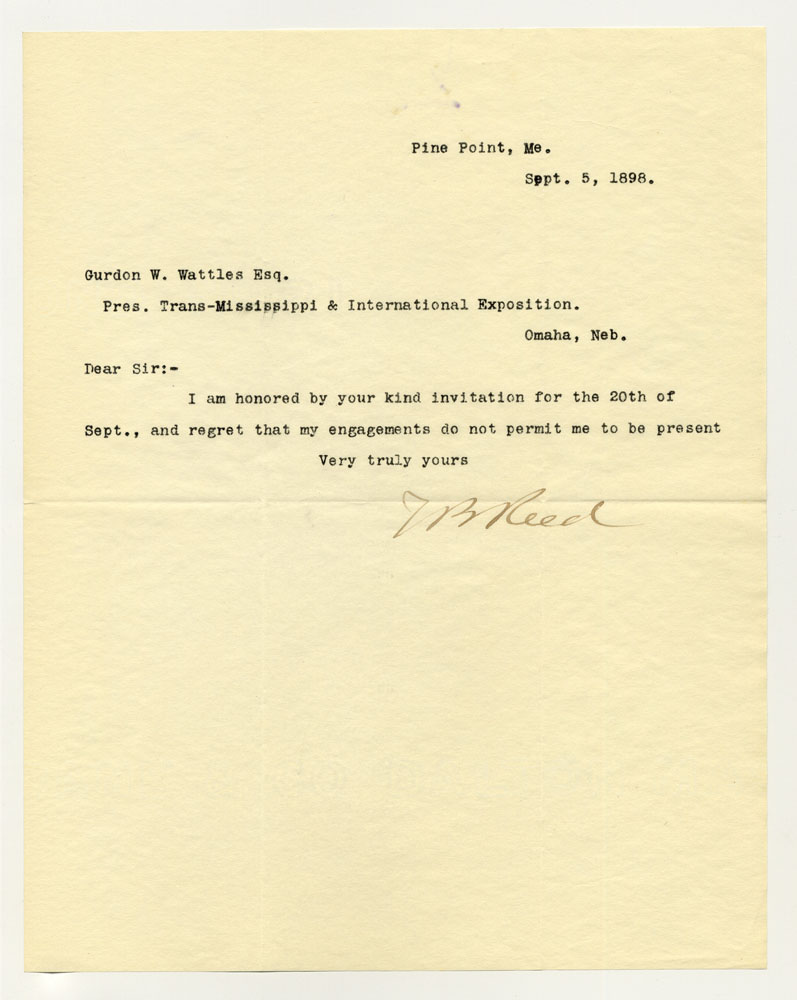 Pine Point, Me.
Sept. 5, 1898.
Gurdon W. Wattles Esq.
Pres. Trans-Mississippi & International Exposition.
Omaha, Neb.
Dear Sir:-
I am honored by your kind invitation for the 20th of
Sept., and regret that my engagements do not permit me to be present
Very truly yours
T B Reed